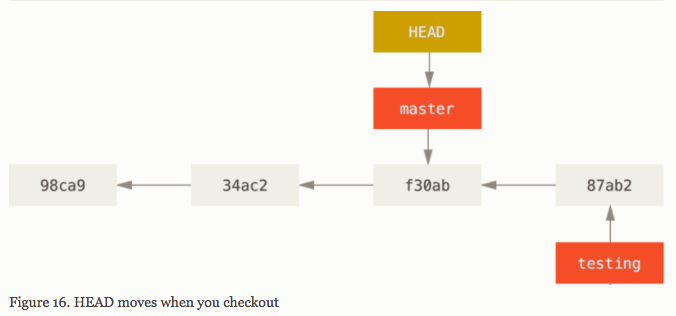 HEAD
master
98ca9 34ac2 f30ab 87ab2
testing
Figure 16. HEAD moves when you checkout